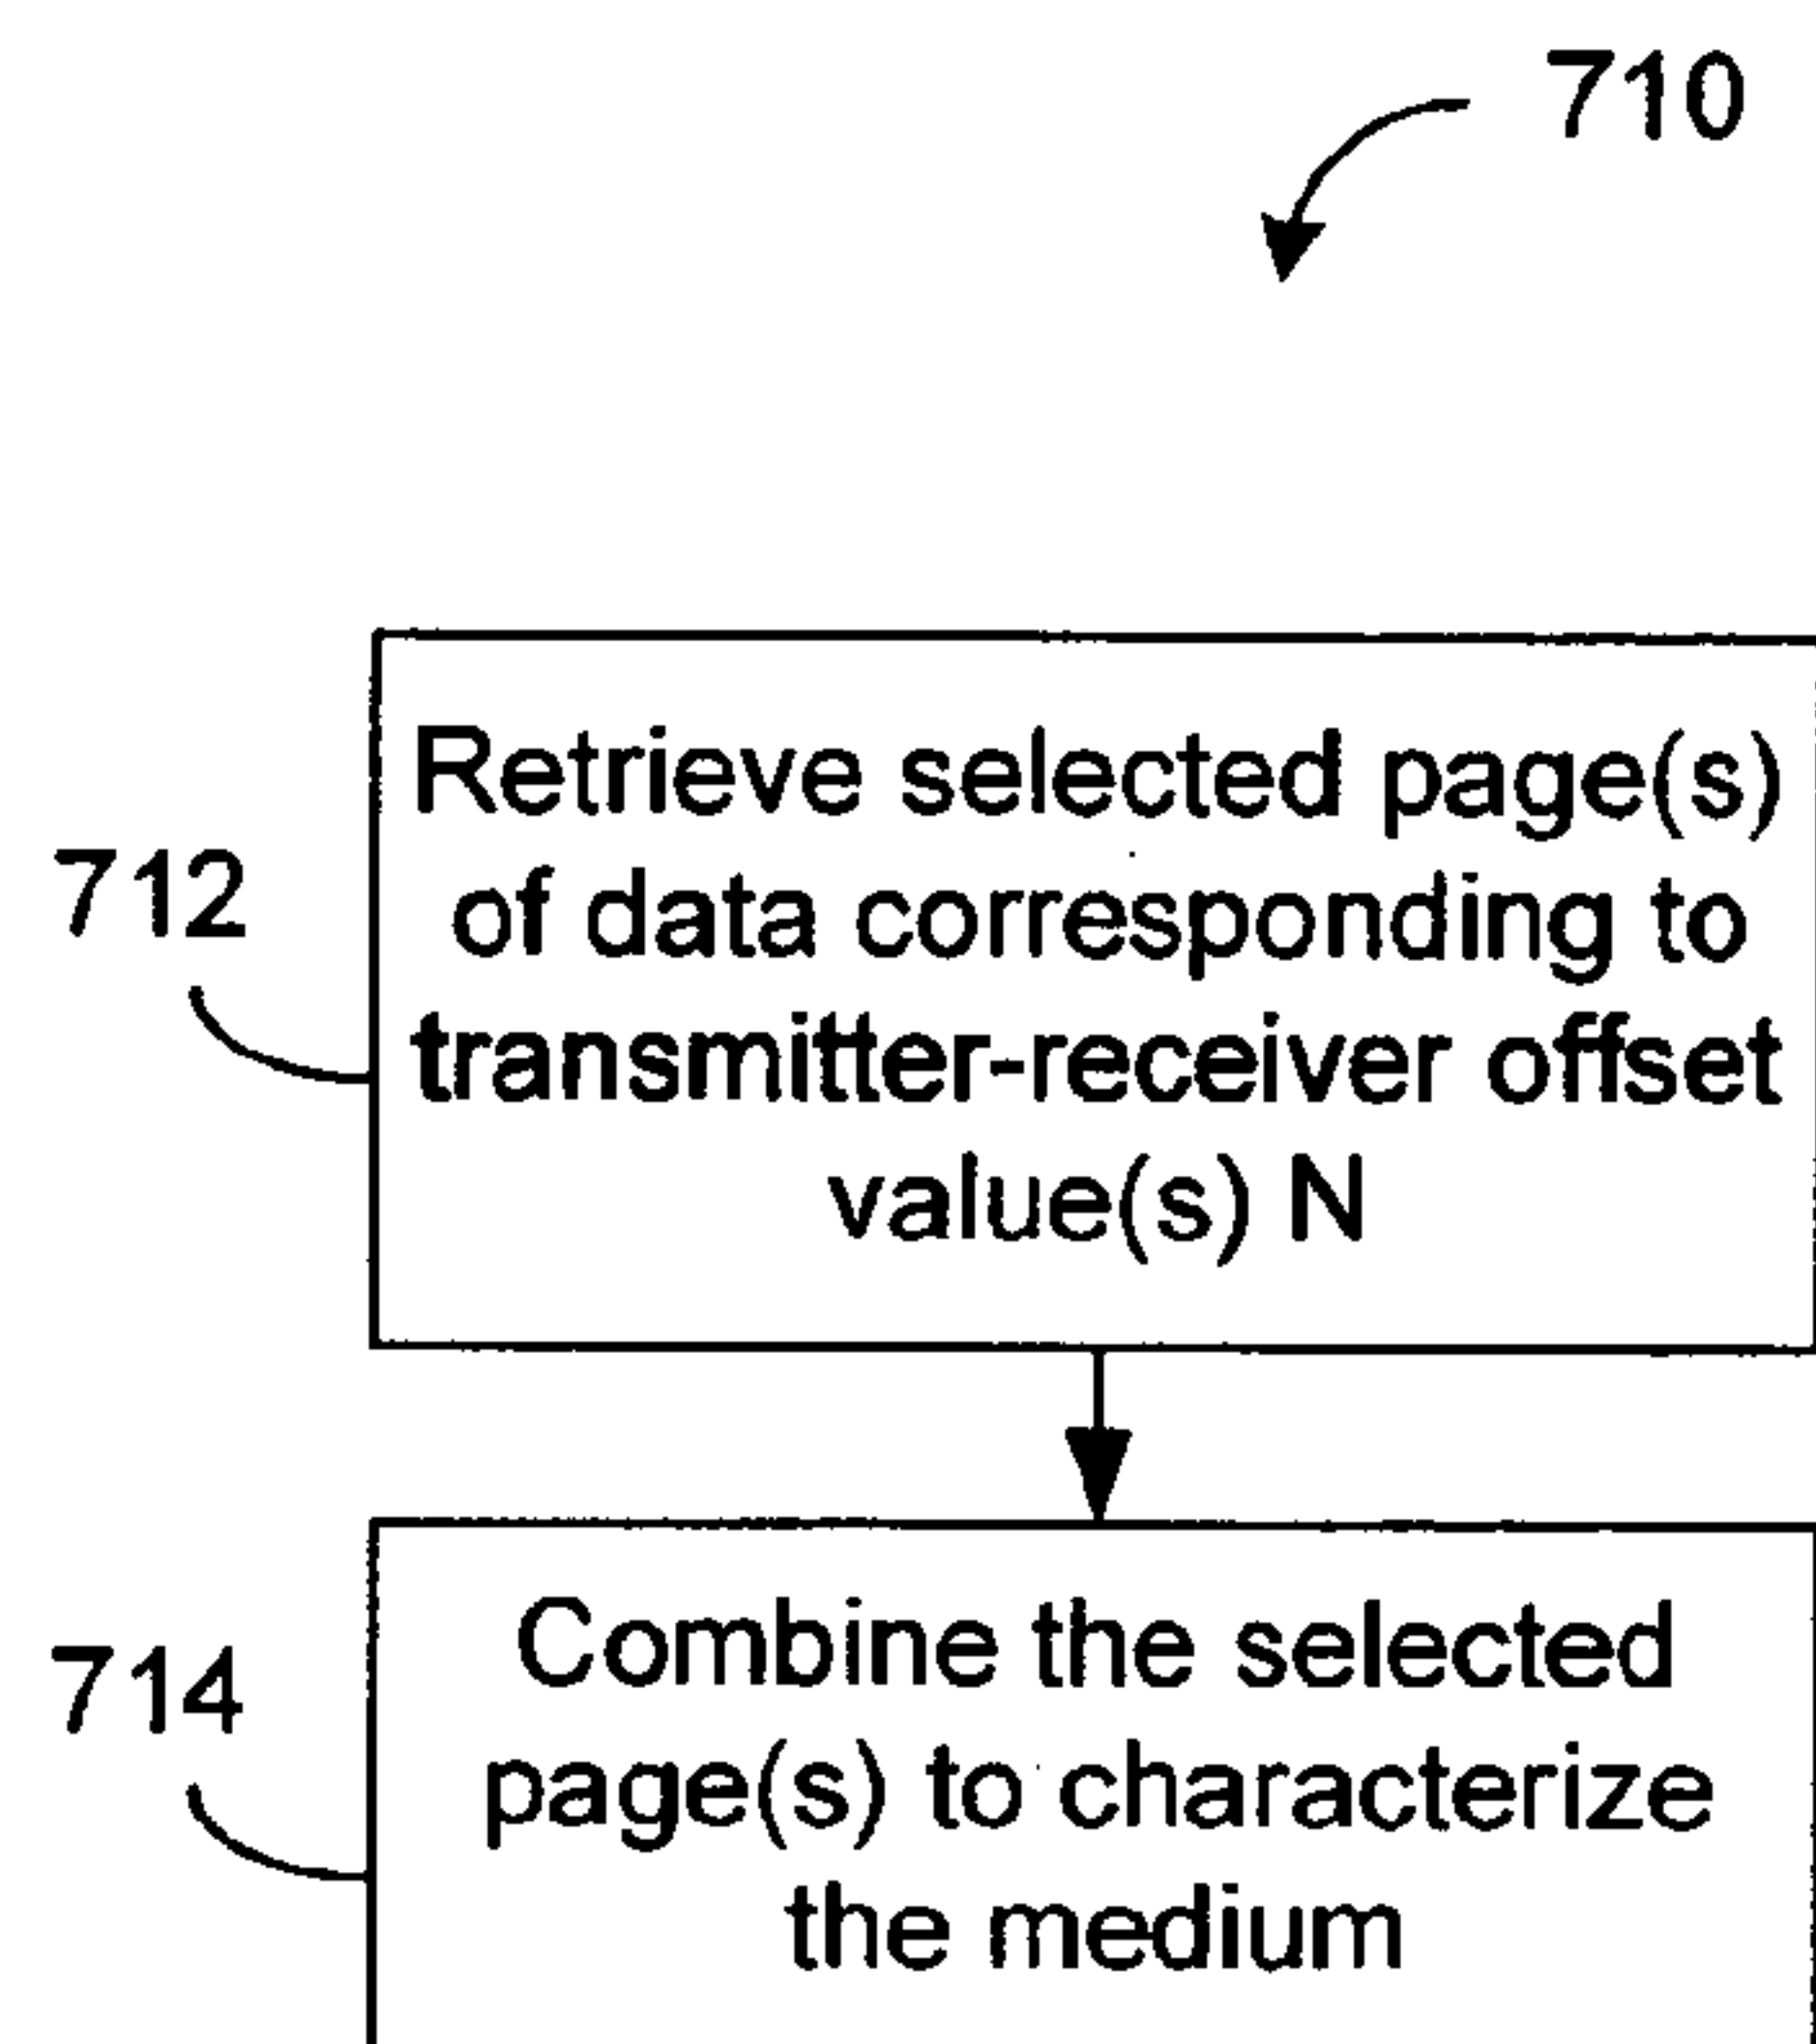 710
Retrieve selected page(s)
of data corresponding to
transmitter-receiver offset
value(s) N
712
Combine the selected
page(s) to characterize
the medium
714